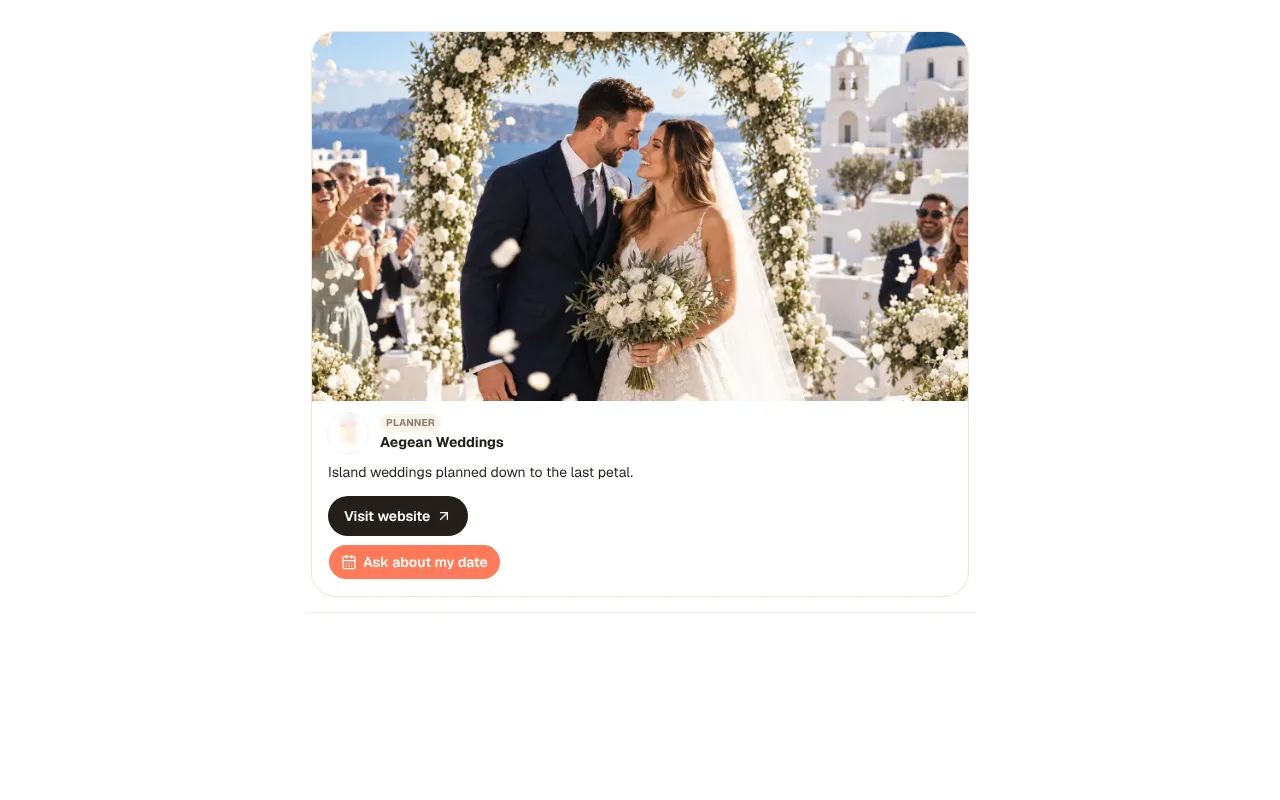 PLANNER
Aegean Weddings
Island weddings planned down to the last petal.
Visit website
Ask about my date